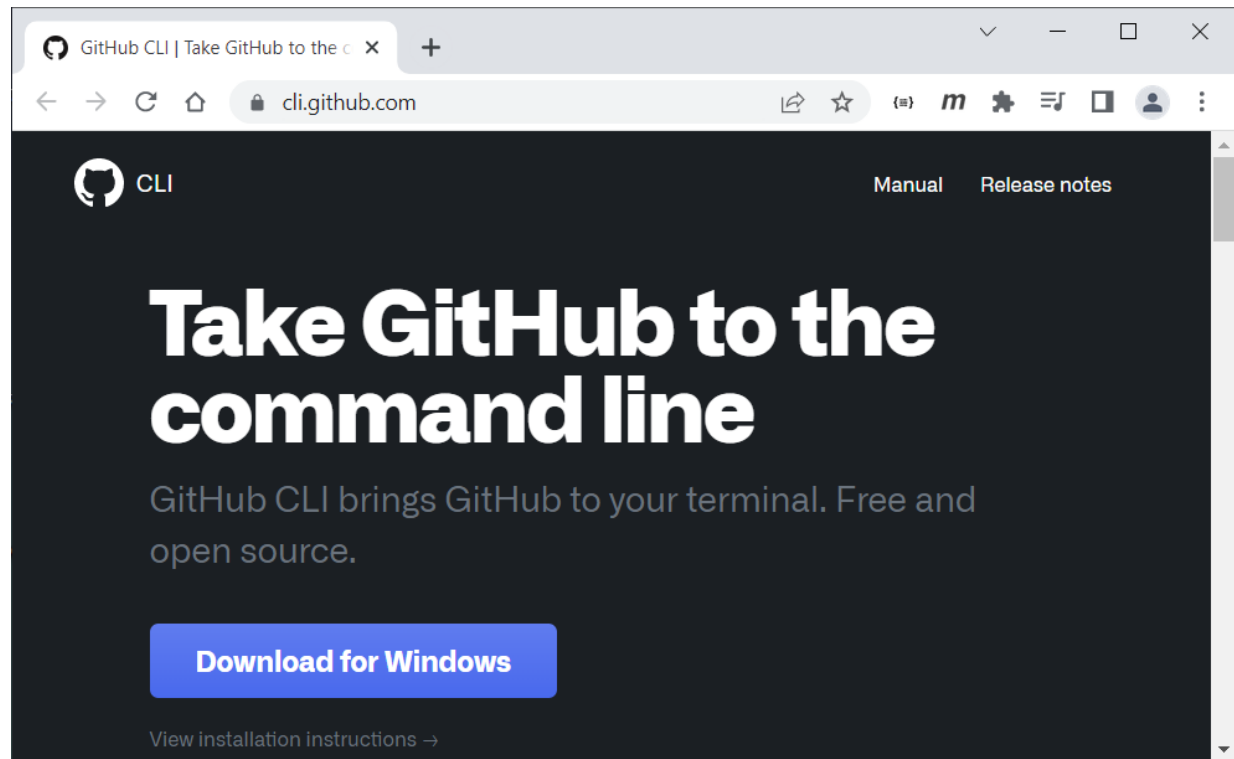 GitHub CLI | Take GitHub to the c
cli.github.com
CLI
Manual
Release notes
Take GitHub to the
command line
GitHub CLI brings GitHub to your terminal. Free and
open source.
Download for Windows
View installation instructions →